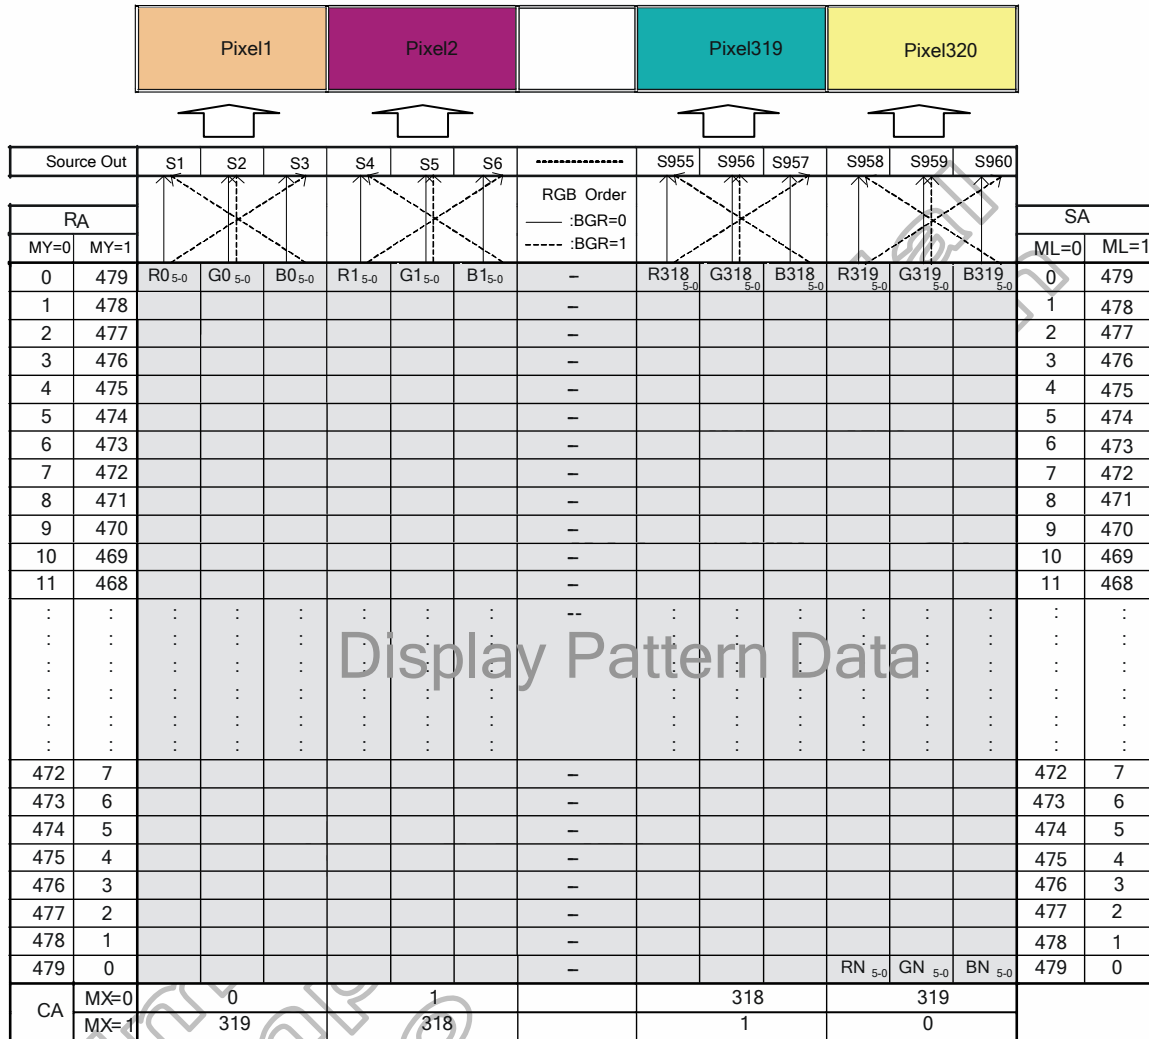 Pixel1 Pixel2 Pixel319 Pixel320
Source Out S1 S2 S3 S4 S5 S6 ---------------- S955 S956 S957 S958 S959 S960
RGB Order
RA SA
——— :BGR=0
----- :BGR=1
MY=0 MY=1 ML=0 ML=1
0 479 R0 5-0 G0 5-0 B0 5-0 R1 5-0 G1 5-0 B1 5-0 – R318 5-0 G318 5-0 B318 5-0 R319 5-0 G319 5-0 B319 5-0 0 479
1 478 – 1 478
2 477 – 2 477
3 476 – 3 476
4 475 – 4 475
5 474 – 5 474
6 473 – 6 473
7 472 – 7 472
8 471 – 8 471
9 470 – 9 470
10 469 – 10 469
11 468 – 11 468
: : : : : : : : -- : : : : : : : :
: : : : : : : : : : : : : : : :
Display Pattern Data
: : : : : : : : : : : : : : : :
: : : : : : : : : : : : : : : :
: : : : : : : : : : : : : : : :
: : : : : : : : : : : : : : : :
472 7 – 472 7
473 6 – 473 6
474 5 – 474 5
475 4 – 475 4
476 3 – 476 3
477 2 – 477 2
478 1 – 478 1
479 0 – RN 5-0 GN 5-0 BN 5-0 479 0
CA MX=0 0 1 318 319
MX=1 319 318 1 0